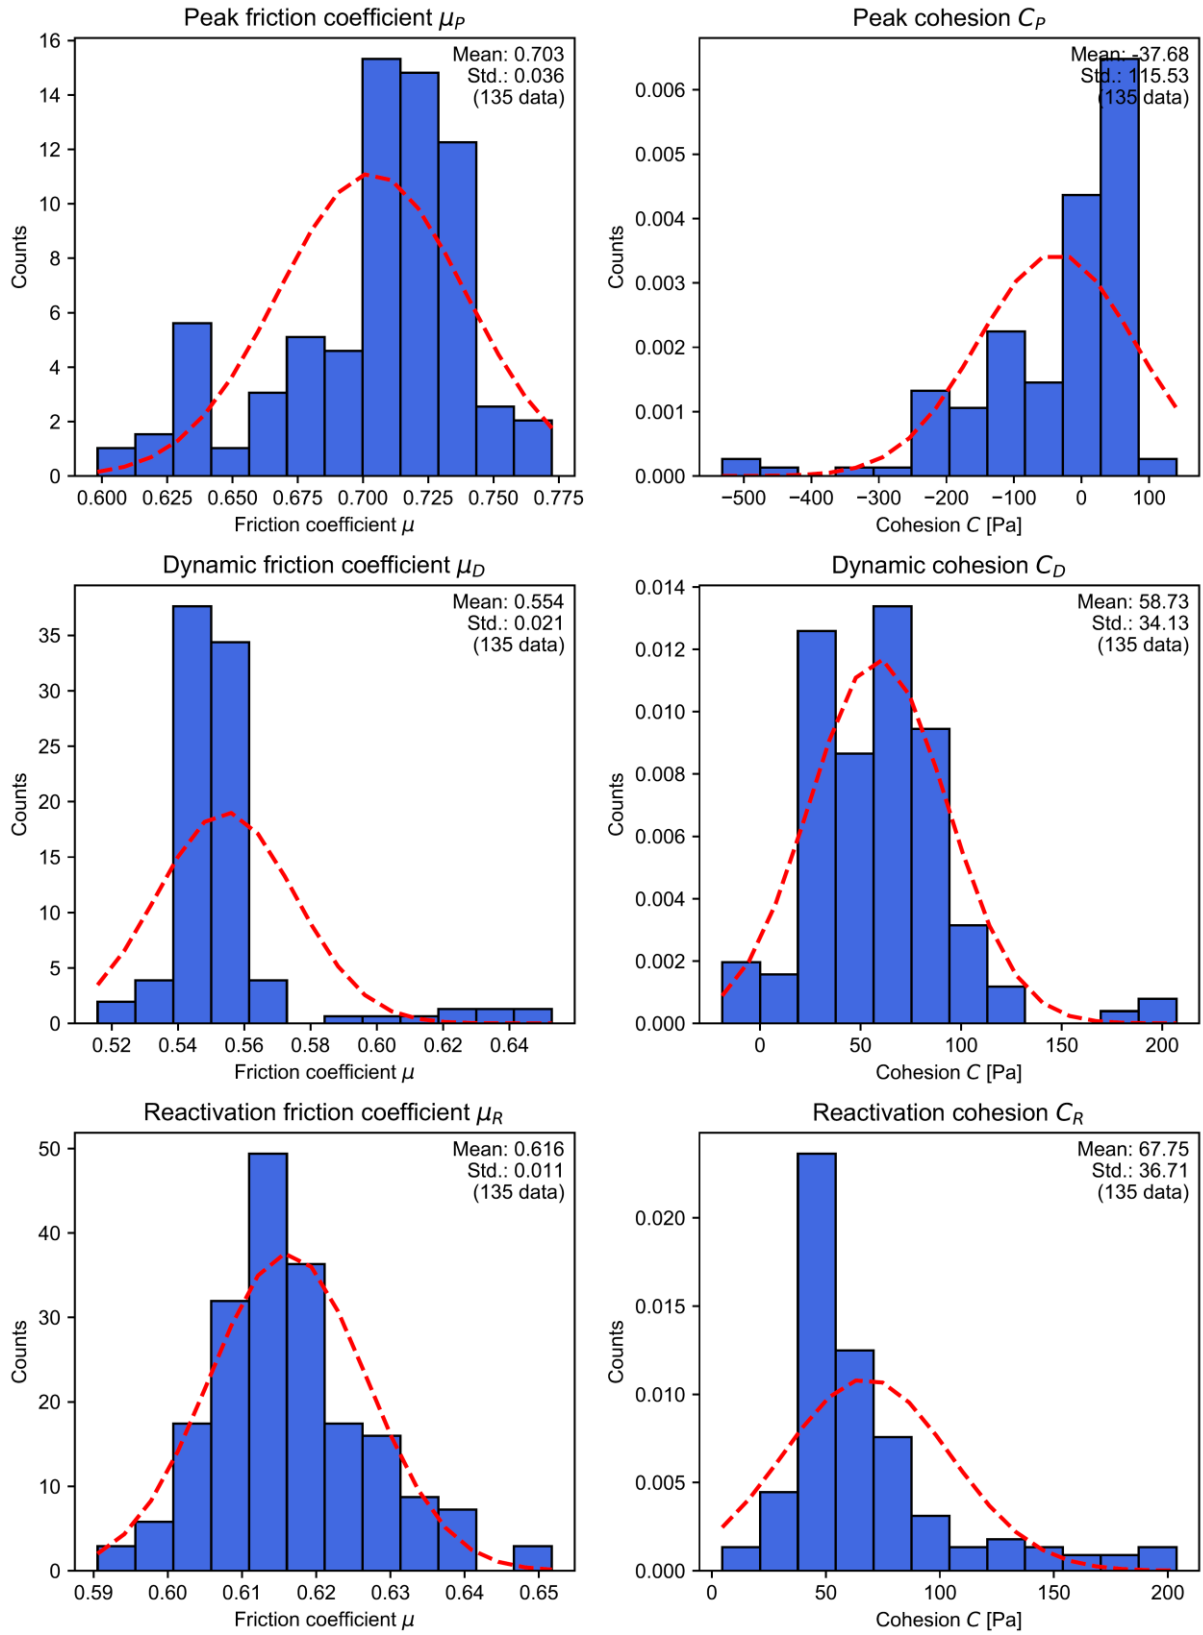 Peak friction coefficient μP
Mean: 0.703
Std.: 0.036
(135 data)
16
14
12
10
8
6
4
2
0
Counts
0.600 0.625 0.650 0.675 0.700 0.725 0.750 0.775
Friction coefficient μ
Peak cohesion CP
Mean: -37.68
Std.: 115.53
(135 data)
0.006
0.005
0.004
0.003
0.002
0.001
0.000
Counts
−500 −400 −300 −200 −100 0 100
Cohesion C [Pa]
Dynamic friction coefficient μD
Mean: 0.554
Std.: 0.021
(135 data)
35
30
25
20
15
10
5
0
Counts
0.52 0.54 0.56 0.58 0.60 0.62 0.64
Friction coefficient μ
Dynamic cohesion CD
Mean: 58.73
Std.: 34.13
(135 data)
0.014
0.012
0.010
0.008
0.006
0.004
0.002
0.000
Counts
0 50 100 150 200
Cohesion C [Pa]
Reactivation friction coefficient μR
Mean: 0.616
Std.: 0.011
(135 data)
50
40
30
20
10
0
Counts
0.59 0.60 0.61 0.62 0.63 0.64 0.65
Friction coefficient μ
Reactivation cohesion CR
Mean: 67.75
Std.: 36.71
(135 data)
0.020
0.015
0.010
0.005
0.000
Counts
0 50 100 150 200
Cohesion C [Pa]